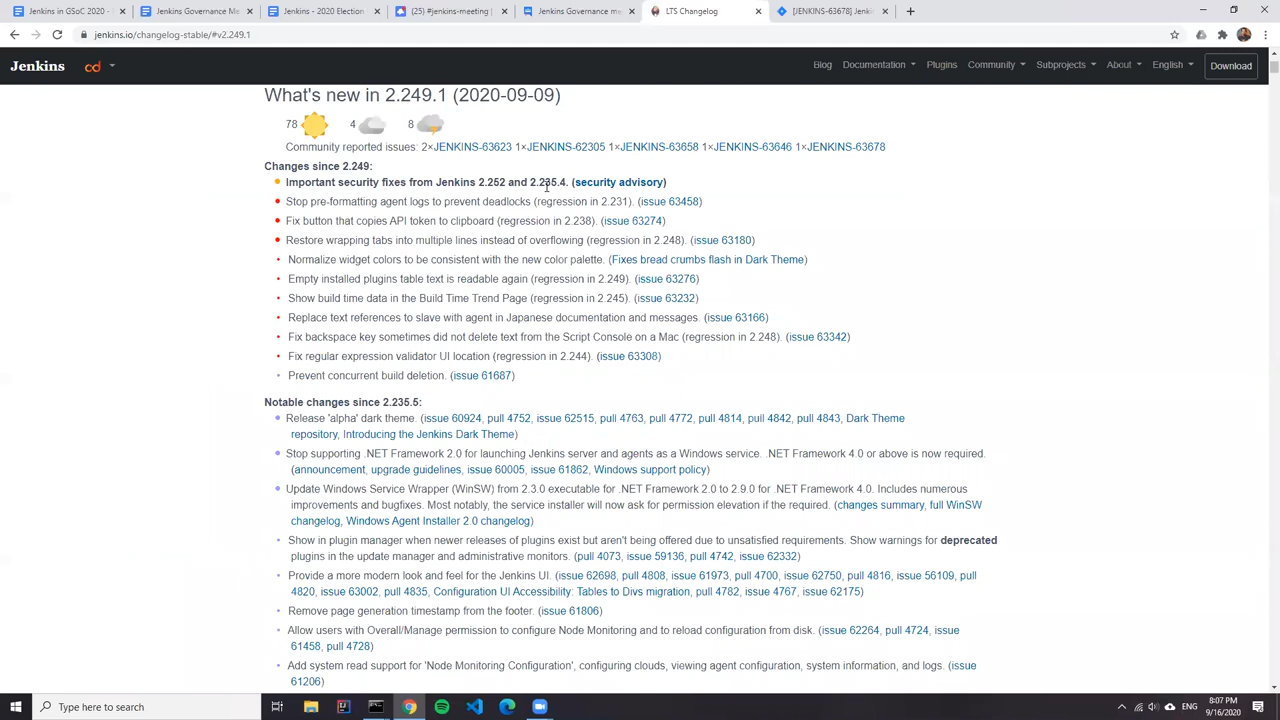 Jenkins in GSoC 2020 -
Jenkins Governance Me
Jenkins - 2020 Election
(25) #jenkins-meeting
Jenkins Governance me
LTS Changelog
[JENKINS-63678] Jenki
jenkins.io/changelog-stable/#v2.249.1
Jenkins
cd
Blog
Documentation
Plugins
Community
Subprojects
About
English
Download
What's new in 2.249.1 (2020-09-09)
78
4
8
Community reported issues: 2×JENKINS-63623 1×JENKINS-62305 1×JENKINS-63658 1×JENKINS-63646 1×JENKINS-63678
Changes since 2.249:
Important security fixes from Jenkins 2.252 and 2.235.4. (security advisory)
Stop pre-formatting agent logs to prevent deadlocks (regression in 2.231). (issue 63458)
Fix button that copies API token to clipboard (regression in 2.238). (issue 63274)
Restore wrapping tabs into multiple lines instead of overflowing (regression in 2.248). (issue 63180)
Normalize widget colors to be consistent with the new color palette. (Fixes bread crumbs flash in Dark Theme)
Empty installed plugins table text is readable again (regression in 2.249). (issue 63276)
Show build time data in the Build Time Trend Page (regression in 2.245). (issue 63232)
Replace text references to slave with agent in Japanese documentation and messages. (issue 63166)
Fix backspace key sometimes did not delete text from the Script Console on a Mac (regression in 2.248). (issue 63342)
Fix regular expression validator UI location (regression in 2.244). (issue 63308)
Prevent concurrent build deletion. (issue 61687)
Notable changes since 2.235.5:
Release 'alpha' dark theme. (issue 60924, pull 4752, issue 62515, pull 4763, pull 4772, pull 4814, pull 4842, pull 4843, Dark Theme
repository, Introducing the Jenkins Dark Theme)
Stop supporting .NET Framework 2.0 for launching Jenkins server and agents as a Windows service. .NET Framework 4.0 or above is now required.
(announcement, upgrade guidelines, issue 60005, issue 61862, Windows support policy)
Update Windows Service Wrapper (WinSW) from 2.3.0 executable for .NET Framework 2.0 to 2.9.0 for .NET Framework 4.0. Includes numerous
improvements and bugfixes. Most notably, the service installer will now ask for permission elevation if the required. (changes summary, full WinSW
changelog, Windows Agent Installer 2.0 changelog)
Show in plugin manager when newer releases of plugins exist but aren't being offered due to unsatisfied requirements. Show warnings for deprecated
plugins in the update manager and administrative monitors. (pull 4073, issue 59136, pull 4742, issue 62332)
Provide a more modern look and feel for the Jenkins UI. (issue 62698, pull 4808, issue 61973, pull 4700, issue 62750, pull 4816, issue 56109, pull
4820, issue 63002, pull 4835, Configuration UI Accessibility: Tables to Divs migration, pull 4782, issue 4767, issue 62175)
Remove page generation timestamp from the footer. (issue 61806)
Allow users with Overall/Manage permission to configure Node Monitoring and to reload configuration from disk. (issue 62264, pull 4724, issue
61458, pull 4728)
Add system read support for 'Node Monitoring Configuration', configuring clouds, viewing agent configuration, system information, and logs. (issue
61206)
Type here to search
ENG
8:07 PM
9/16/2020